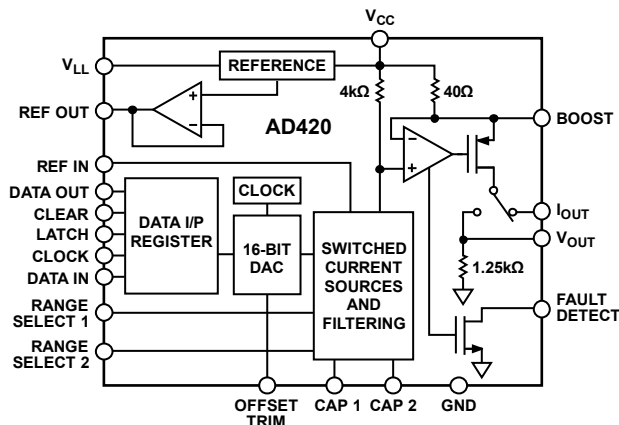 VCC
VLL
REFERENCE
4kΩ
40Ω
REF OUT
AD420
BOOST
REF IN
DATA OUT
CLEAR
LATCH
CLOCK
DATA IN
DATA I/P
REGISTER
CLOCK
16-BIT
DAC
SWITCHED
CURRENT
SOURCES
AND
FILTERING
IOUT
VOUT
1.25kΩ
RANGE
SELECT 1
RANGE
SELECT 2
FAULT
DETECT
OFFSET
TRIM
CAP 1
CAP 2
GND
+
−
−
+